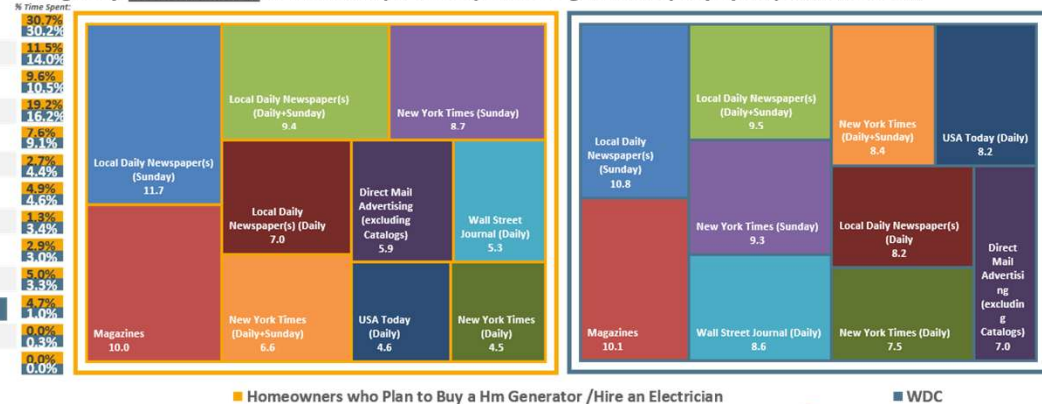 % Time Spent:
30.7%
30.2%
11.5%
14.0%
9.6%
10.5%
19.2%
16.2%
7.6%
9.1%
2.7%
4.4%
4.9%
4.6%
1.3%
3.4%
2.9%
3.0%
5.0%
3.3%
4.7%
1.0%
0.0%
0.3%
0.0%
0.0%
Local Daily Newspaper(s)
(Sunday)
11.7
Magazines
10.0
Local Daily Newspaper(s)
(Daily+Sunday)
9.4
New York Times (Sunday)
8.7
Local Daily
Newspaper(s) (Daily
7.0
Direct Mail
Advertising
(excluding
Catalogs)
5.9
Wall Street
Journal (Daily)
5.3
New York Times
(Daily+Sunday)
6.6
USA Today
(Daily)
4.6
New York Times
(Daily)
4.5
Local Daily
Newspaper(s)
(Sunday)
10.8
Magazines
10.1
Local Daily Newspaper(s)
(Daily+Sunday)
9.5
New York Times (Sunday)
9.3
Wall Street Journal (Daily)
8.6
New York Times
(Daily+Sunday)
8.4
USA Today (Daily)
8.2
Local Daily Newspaper(s)
(Daily
8.2
New York Times (Daily)
7.5
Direct
Mail
Advertisi
ng
(excludin
g
Catalogs)
7.0
Homeowners who Plan to Buy a Hm Generator /Hire an Electrician
WDC